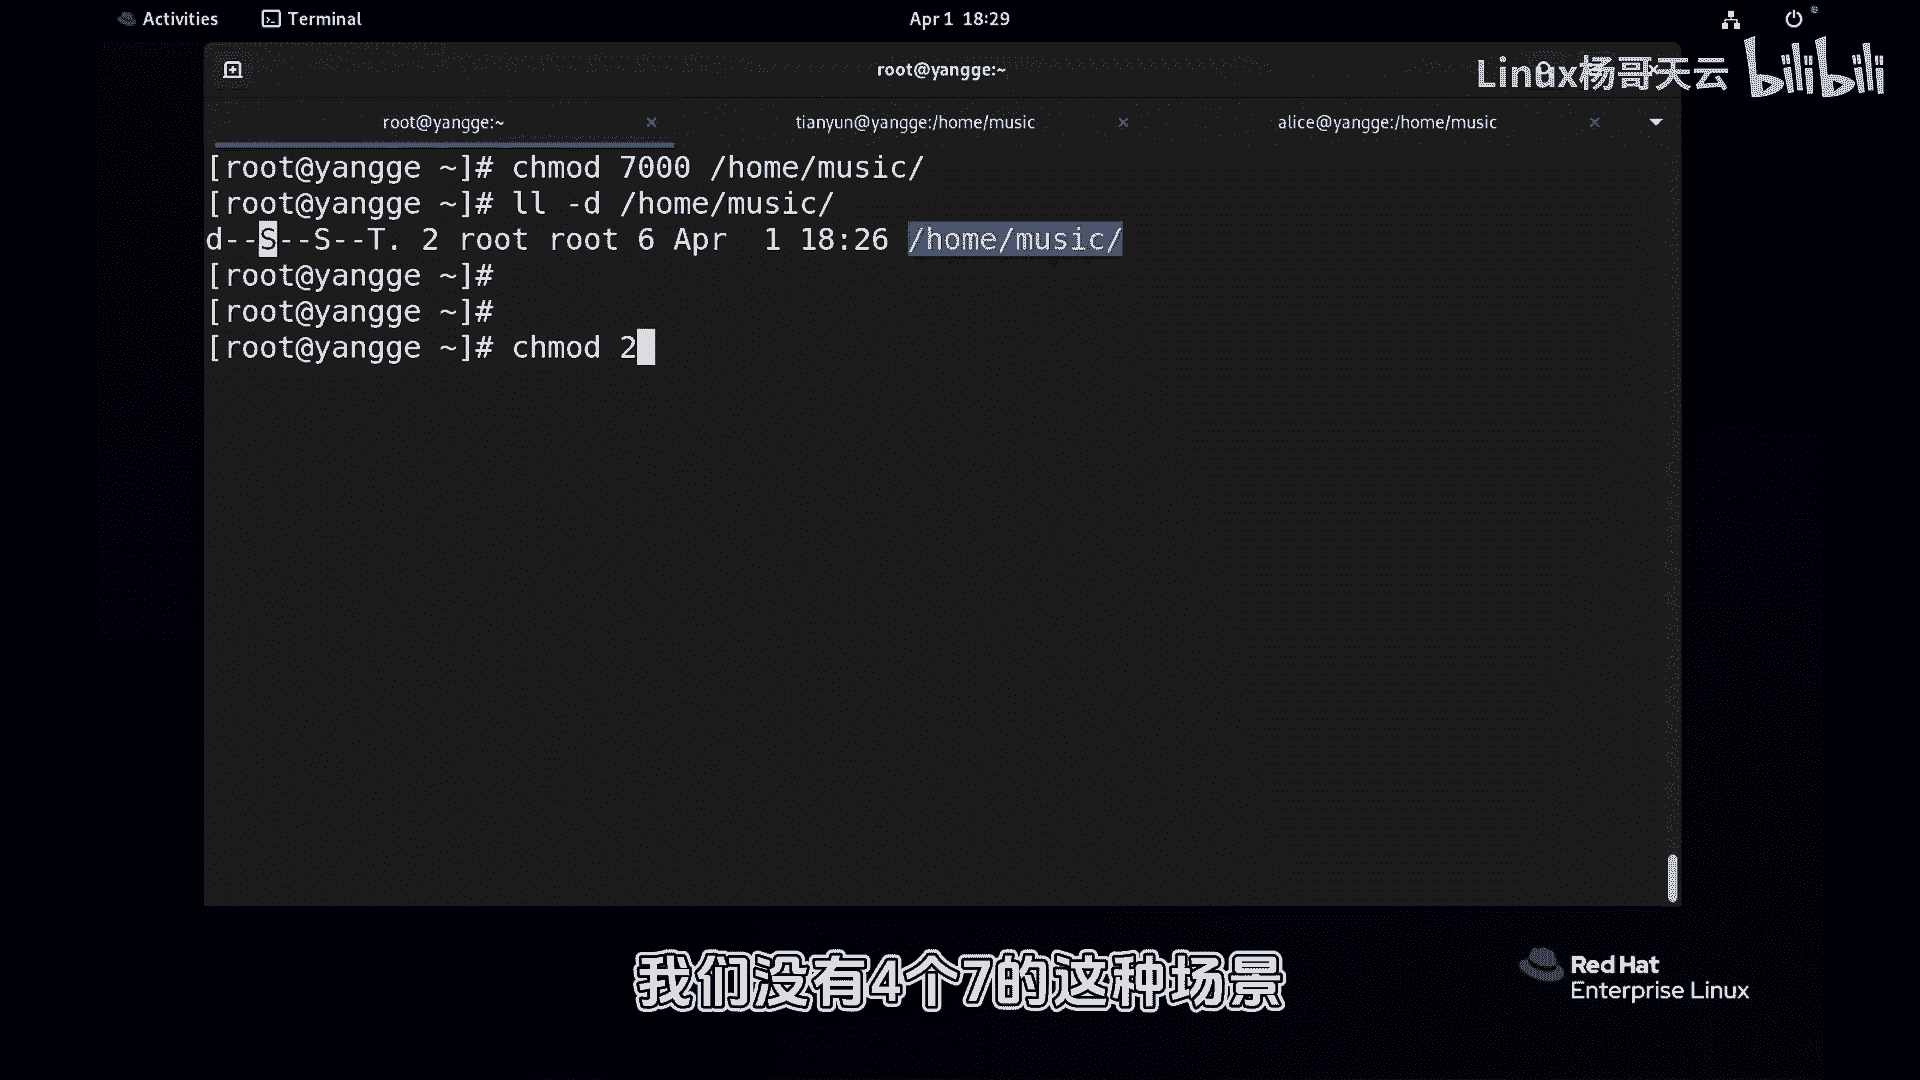 Activities Terminal Apr 1 18:29
root@yangge:~
Linux杨哥天云 bilibili
root@yangge:~ × tianyun@yangge:/home/music × alice@yangge:/home/music ×
[root@yangge ~]# chmod 7000 /home/music/
[root@yangge ~]# ll -d /home/music/
d--S--S--T. 2 root root 6 Apr  1 18:26 /home/music/
[root@yangge ~]#
[root@yangge ~]#
[root@yangge ~]# chmod 2
我们没有4个7的这种场景
Red Hat
Enterprise Linux